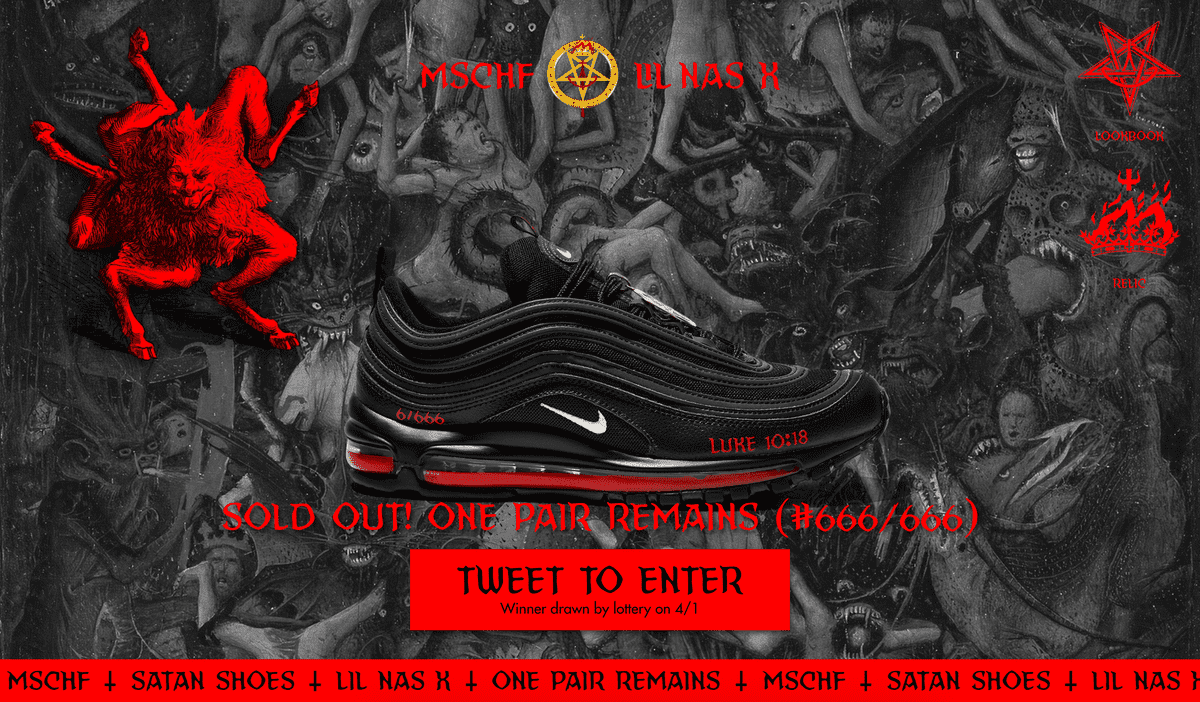 MSCHF LIL NAS X
LOOKBOOK
RELIC
6/666
LUKE 10:18
SOLD OUT! ONE PAIR REMAINS (#666/666)
TWEET TO ENTER
Winner drawn by lottery on 4/1
MSCHF SATAN SHOES LIL NAS X ONE PAIR REMAINS MSCHF SATAN SHOES LIL NAS X